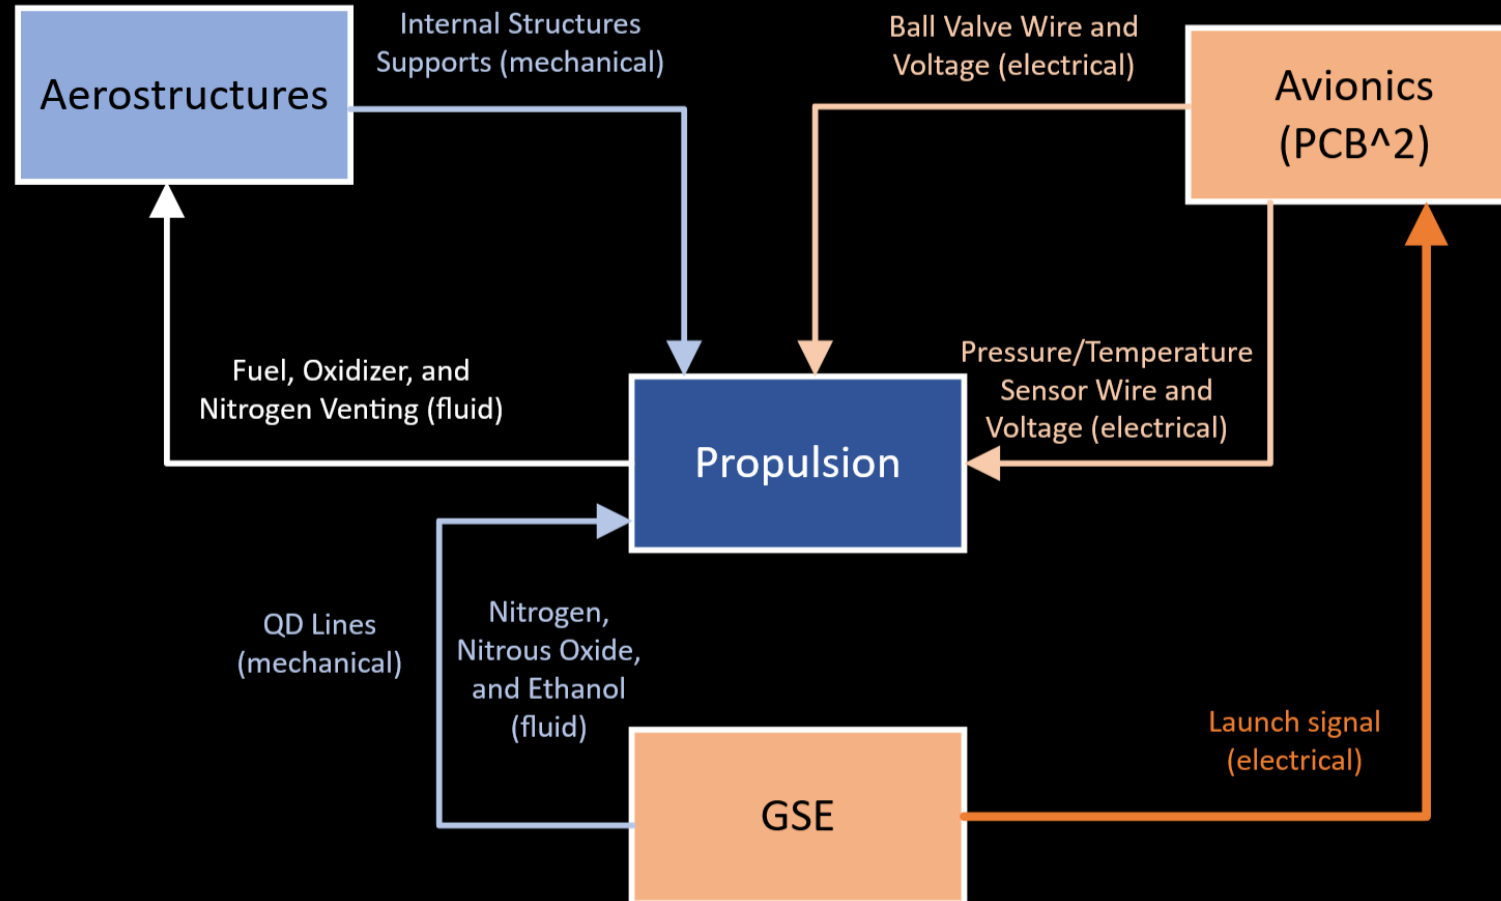 Aerostructures
Internal Structures
Supports (mechanical)
Ball Valve Wire and
Voltage (electrical)
Avionics
(PCB^2)
Fuel, Oxidizer, and
Nitrogen Venting (fluid)
Pressure/Temperature
Sensor Wire and
Voltage (electrical)
Propulsion
QD Lines
(mechanical)
Nitrogen,
Nitrous Oxide,
and Ethanol
(fluid)
GSE
Launch signal
(electrical)